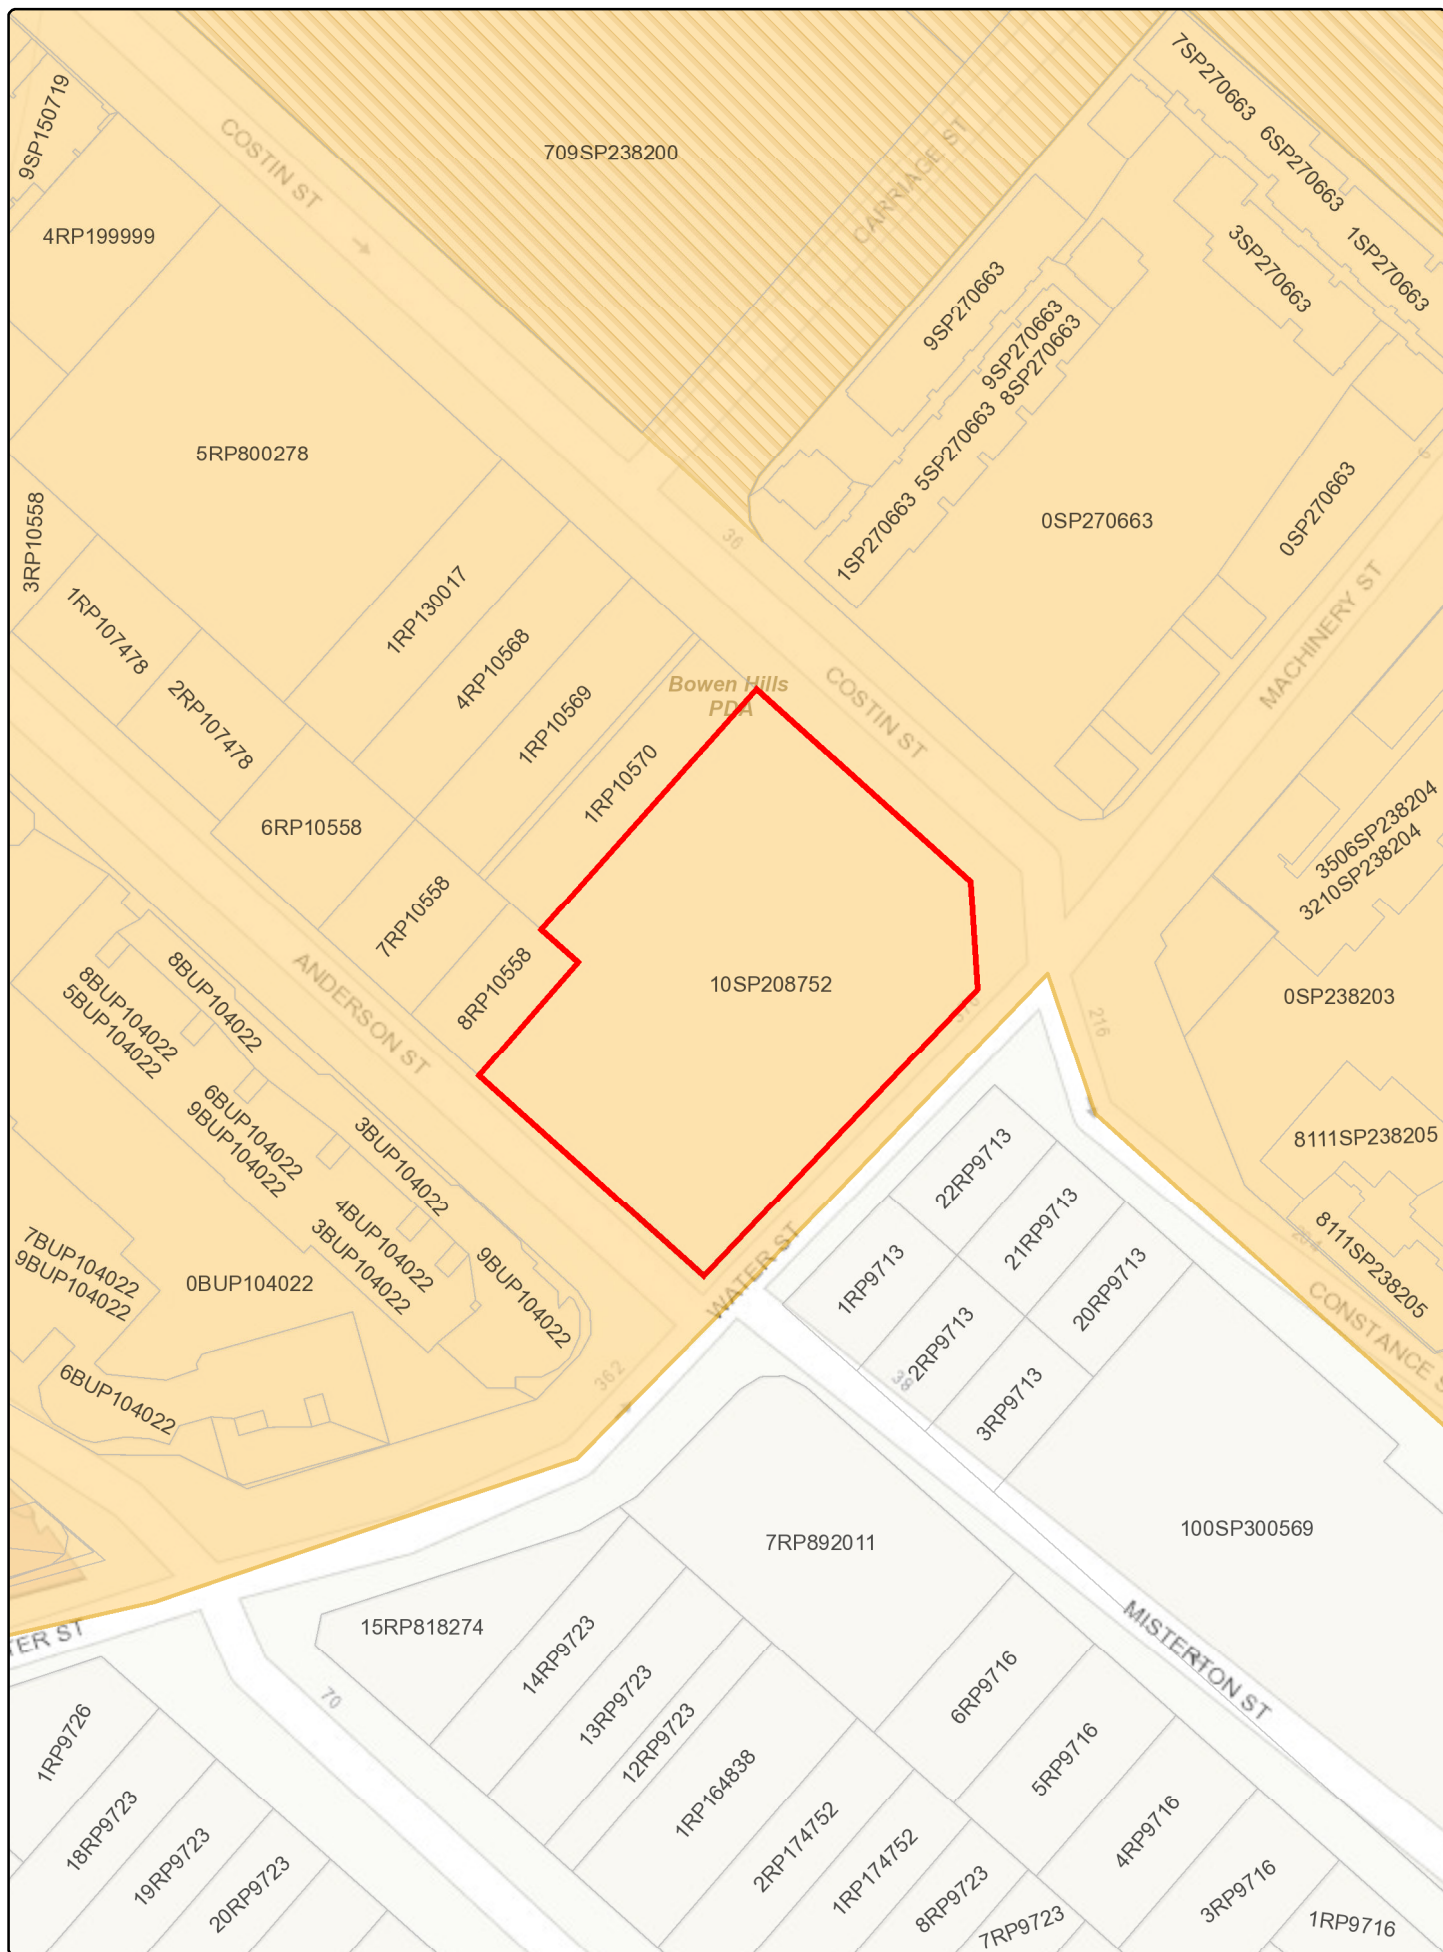 7SP270663
6SP270663
1SP270663
3SP270663
9SP150719
COSTIN ST
709SP238200
CARRIAGE ST
4RP199999
9SP270663
9SP270663
8SP270663
5SP270663
1SP270663
5RP800278
0SP270663
0SP270663
3RP10558
36
MACHINERY ST
1RP107478
1RP130017
4RP10568
2RP107478
1RP10569
Bowen Hills
PDA
COSTIN ST
1RP10570
6RP10558
3506SP238204
3210SP238204
7RP10558
8RP10558
10SP208752
0SP238203
ANDERSON ST
8BUP104022
8BUP104022
5BUP104022
216
6BUP104022
9BUP104022
3BUP104022
22RP9713
8111SP238205
21RP9713
4BUP104022
3BUP104022
7BUP104022
9BUP104022
0BUP104022
9BUP104022
WATER ST
1RP9713
20RP9713
8111SP238205
2RP9713
38
CONSTANCE S
362
6BUP104022
3RP9713
7RP892011
100SP300569
15RP818274
TER ST
14RP9723
MISTERTON ST
70
13RP9723
6RP9716
1RP9726
12RP9723
5RP9716
1RP164838
18RP9723
2RP174752
4RP9716
19RP9723
1RP174752
20RP9723
8RP9723
3RP9716
7RP9723
1RP9716